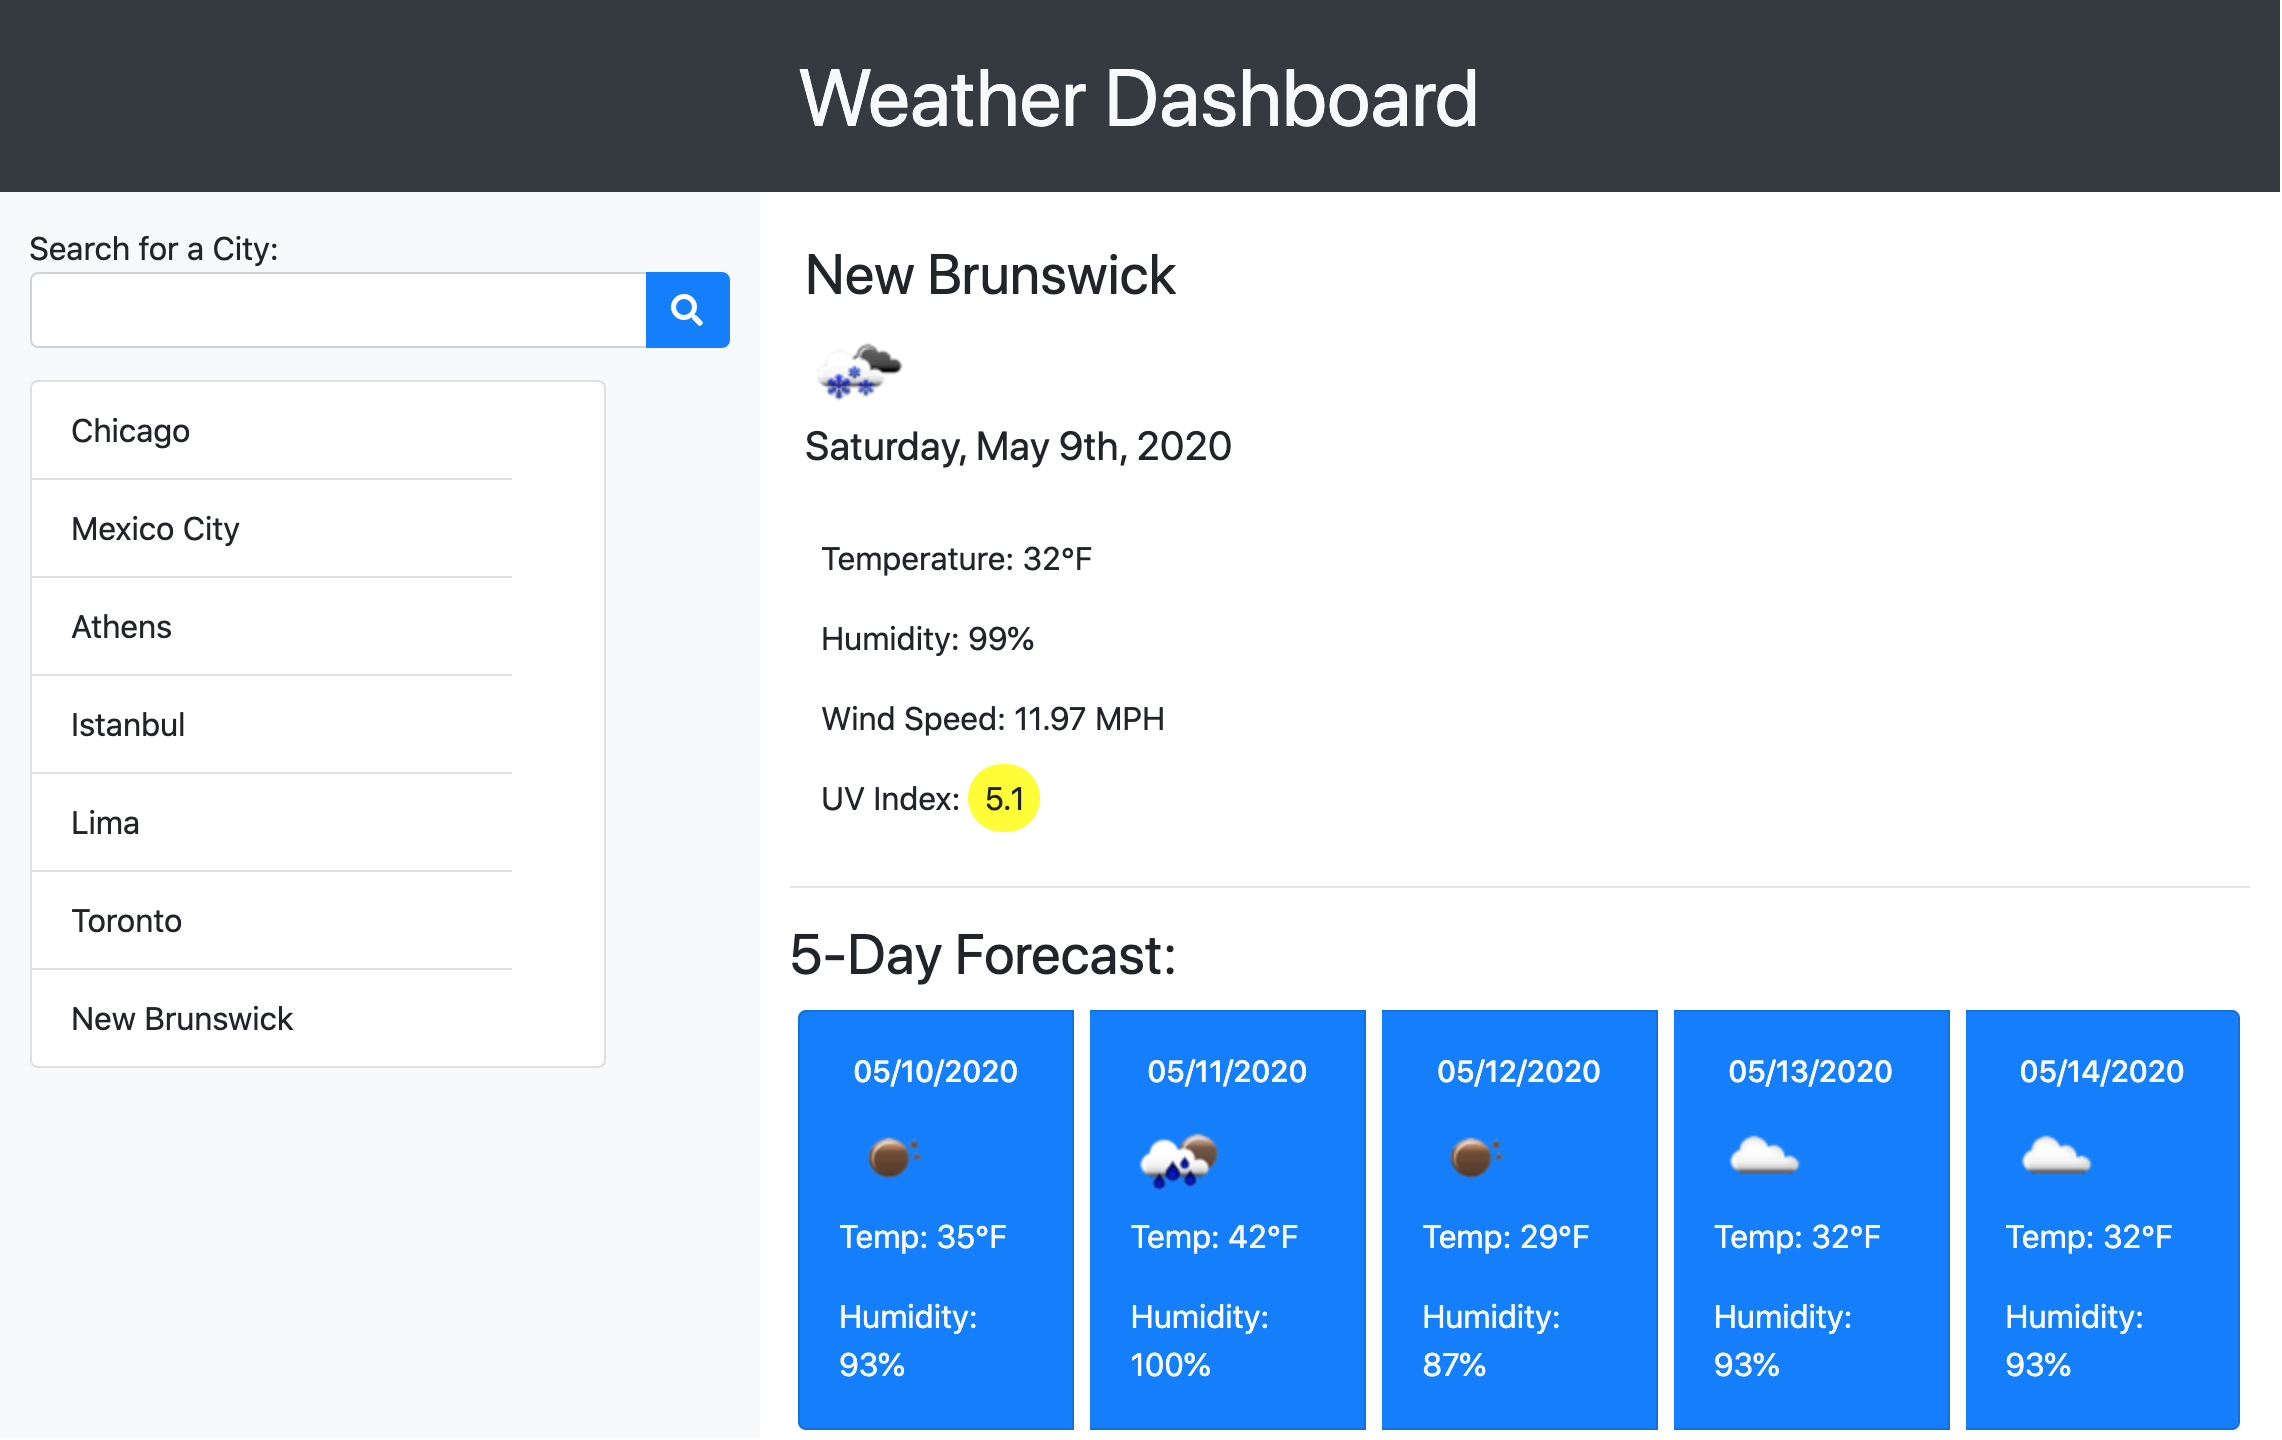 Weather Dashboard
Search for a City:
Chicago
Mexico City
Athens
Istanbul
Lima
Toronto
New Brunswick
New Brunswick
Saturday, May 9th, 2020
Temperature: 32°F
Humidity: 99%
Wind Speed: 11.97 MPH
UV Index: 5.1
5-Day Forecast:
05/10/2020
Temp: 35°F
Humidity:
93%
05/11/2020
Temp: 42°F
Humidity:
100%
05/12/2020
Temp: 29°F
Humidity:
87%
05/13/2020
Temp: 32°F
Humidity:
93%
05/14/2020
Temp: 32°F
Humidity:
93%